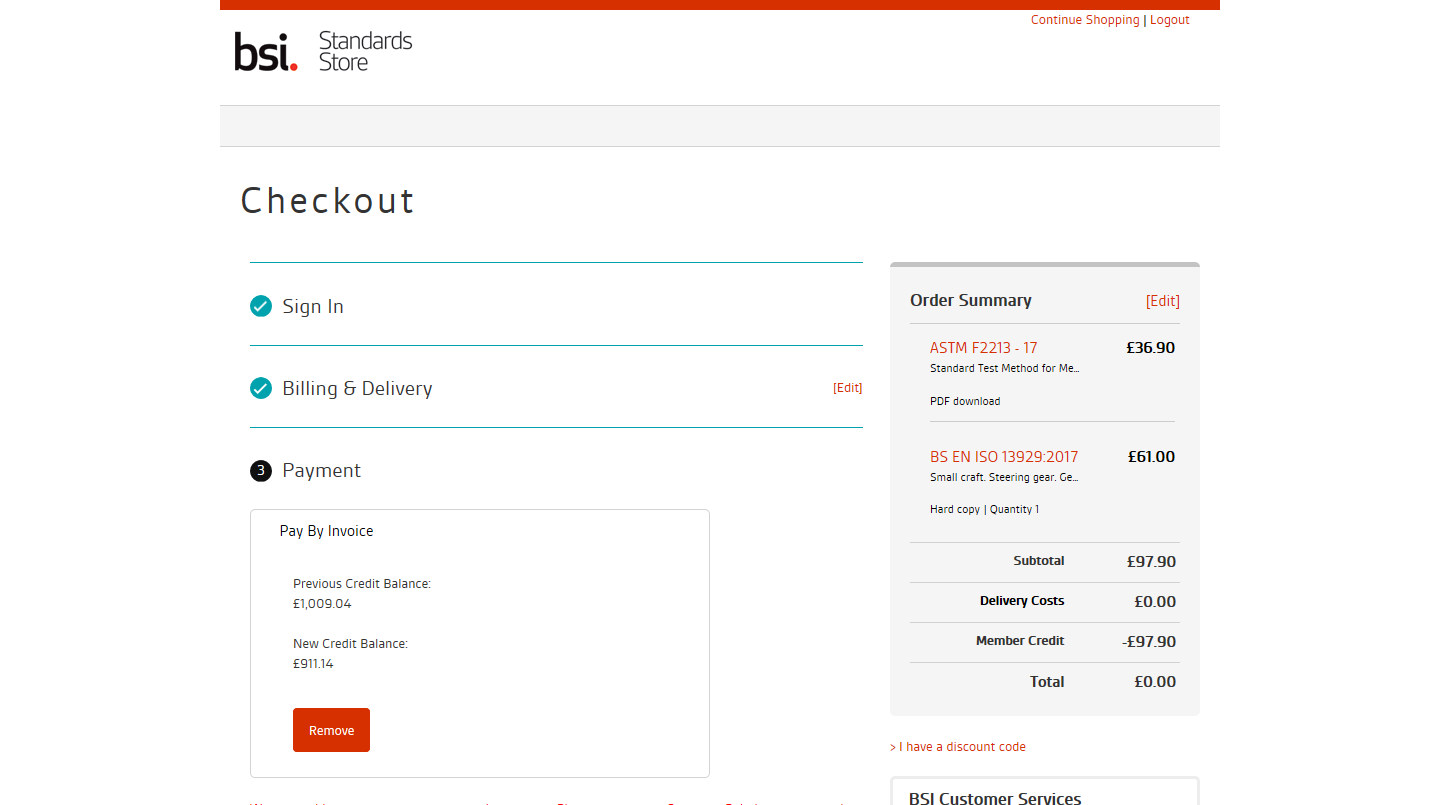 Continue Shopping | Logout
bsi. Standards
Store
Checkout
Sign In
Billing & Delivery [Edit]
3 Payment
Pay By Invoice
Previous Credit Balance:
£1,009.04
New Credit Balance:
£911.14
Remove
Order Summary [Edit]
ASTM F2213 - 17 £36.90
Standard Test Method for Me...
PDF download
BS EN ISO 13929:2017 £61.00
Small craft. Steering gear. Ge...
Hard copy | Quantity 1
Subtotal £97.90
Delivery Costs £0.00
Member Credit -£97.90
Total £0.00
> I have a discount code
BSI Customer Services